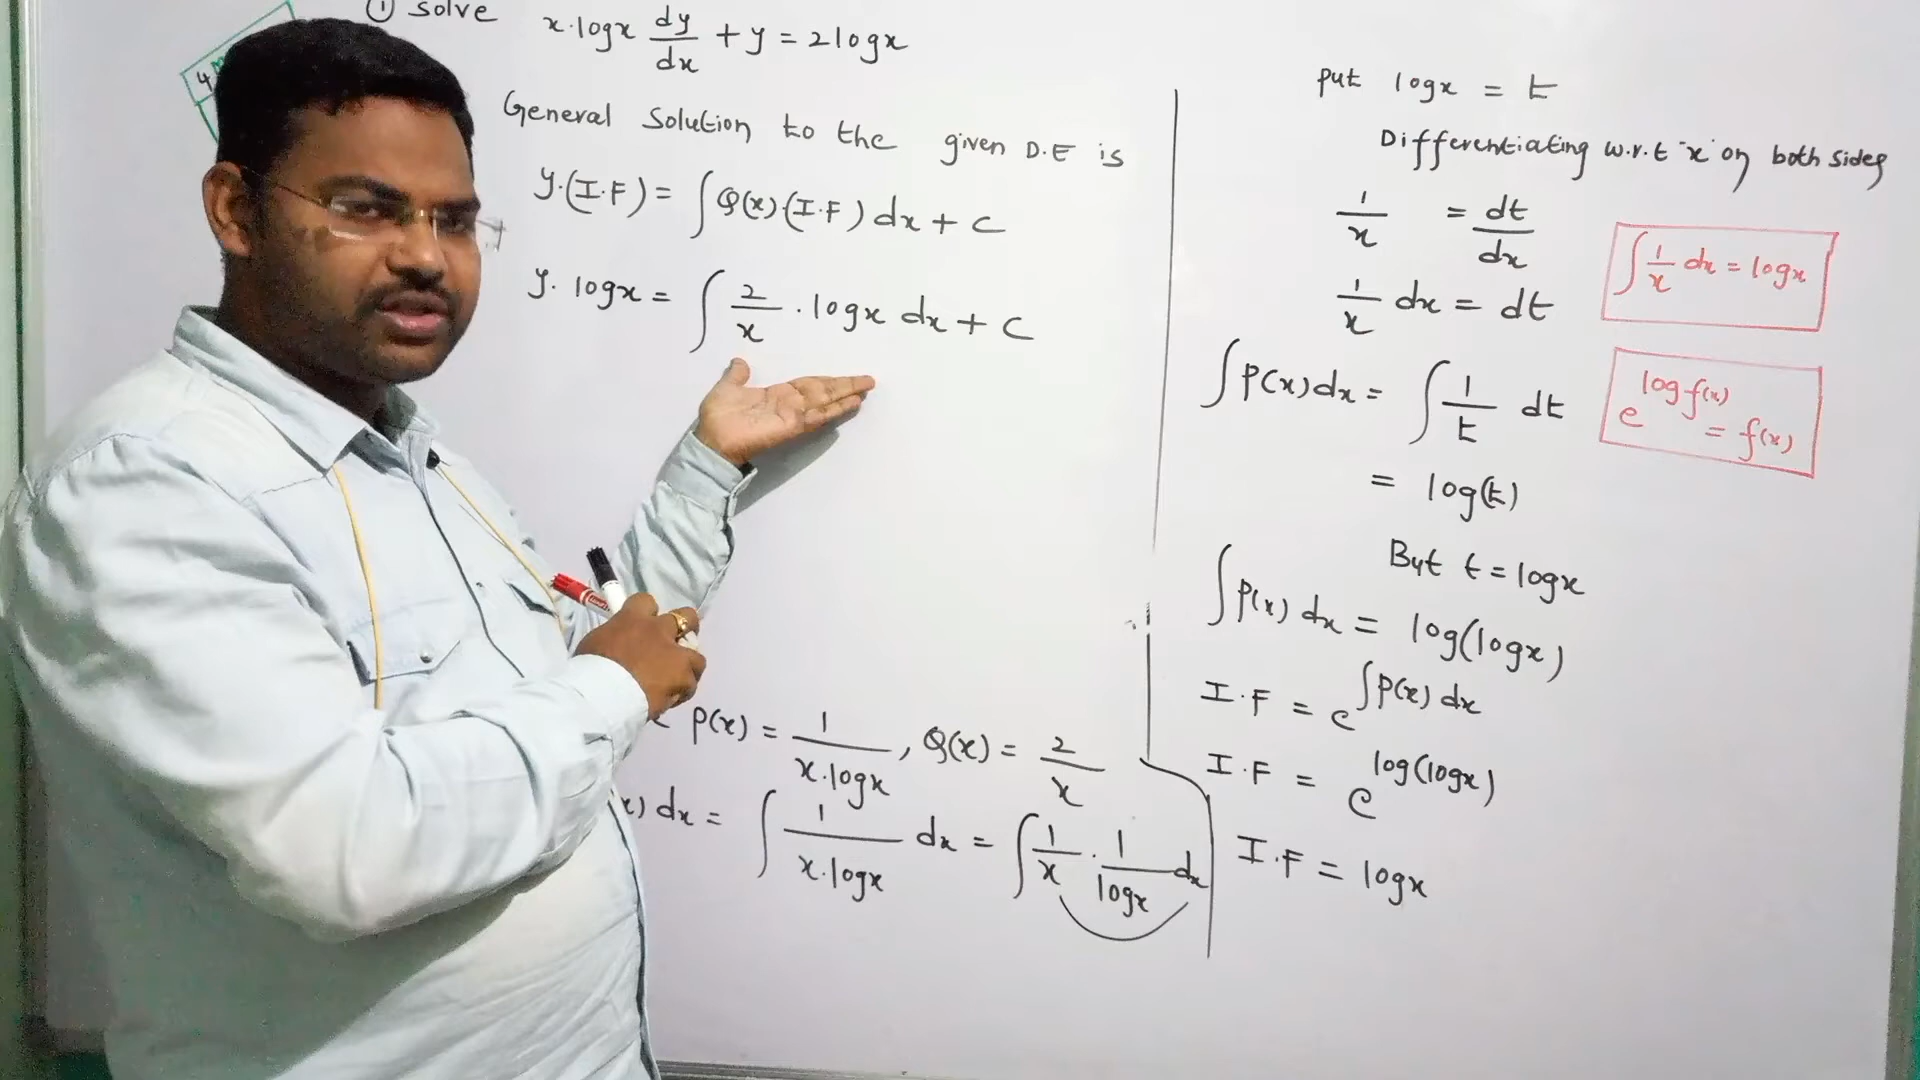 ① Solve x·logx dy/dx + y = 2logx
General Solution to the given D.E is
y·(I·F) = ∫Q(x)·(I·F) dx + C
y· logx = ∫ 2/x · logx dx + C
p(x) = 1/x·logx , Q(x) = 2/x
x) dx = ∫ 1/x·logx dx = ∫ 1/x · 1/logx dx
put logx = t
Differentiating w.r.t 'x' on both sides
1/x = dt/dx
1/x dx = dt
∫p(x)dx = ∫ 1/t dt
= log(t)
But t = logx
∫p(x) dx = log(logx)
I·F = e^∫p(x) dx
I·F = e^log(logx)
I·F = logx
∫ 1/x dx = logx
e^log f(x) = f(x)
4